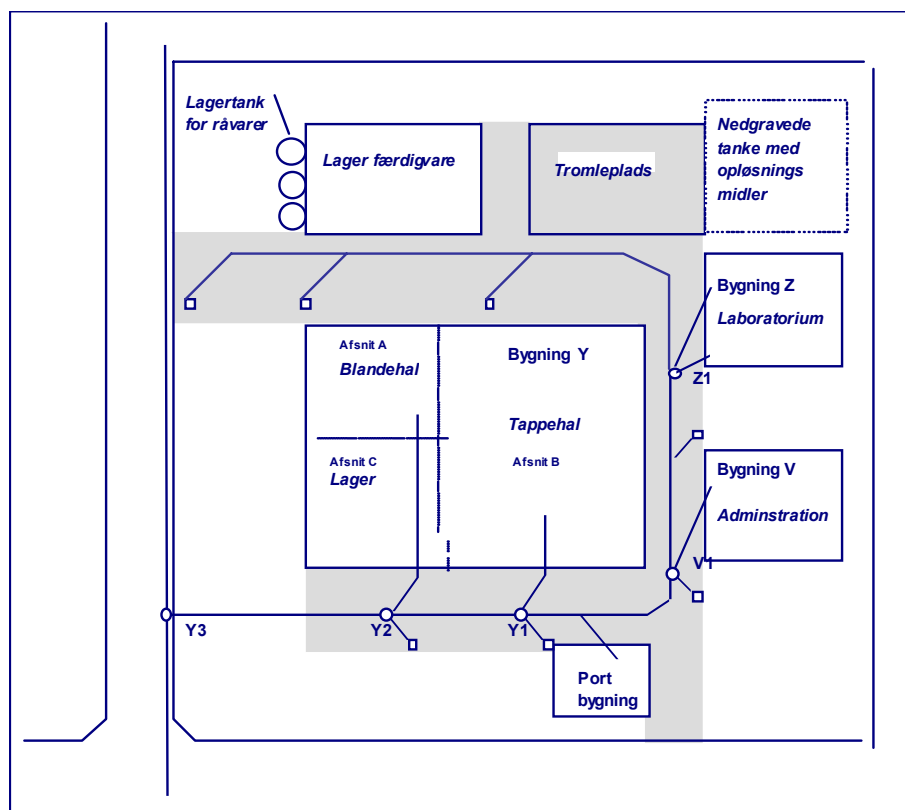 Lagertank
for råvarer
Lager færdigvare
Tromleplads
Nedgravede
tanke med
opløsnings
midler
Bygning Z
Laboratorium
Z1
Afsnit A
Blandehal
Bygning Y
Tappehal
Afsnit B
Afsnit C
Lager
Bygning V
Adminstration
V1
Y3
Y2
Y1
Port
bygning